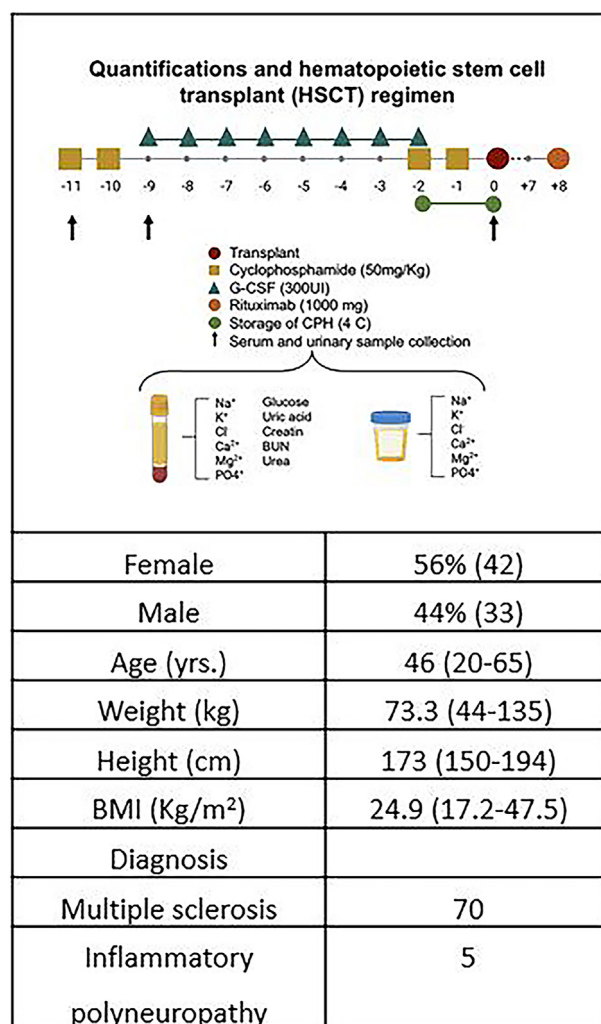 Quantifications and hematopoietic stem cell
transplant (HSCT) regimen
-11 -10 -9 -8 -7 -6 -5 -4 -3 -2 -1 0 +7 +8
Transplant
Cyclophosphamide (50mg/Kg)
G-CSF (300UI)
Rituximab (1000 mg)
Storage of CPH (4 C)
Serum and urinary sample collection
Na⁺ Glucose
K⁺ Uric acid
Cl⁻ Creatin
Ca²⁺ BUN
Mg²⁺ Urea
PO4⁺
Na⁺
K⁺
Cl⁻
Ca²⁺
Mg²⁺
PO4⁺
Female 56% (42)
Male 44% (33)
Age (yrs.) 46 (20-65)
Weight (kg) 73.3 (44-135)
Height (cm) 173 (150-194)
BMI (Kg/m²) 24.9 (17.2-47.5)
Diagnosis
Multiple sclerosis 70
Inflammatory 5
polyneuropathy